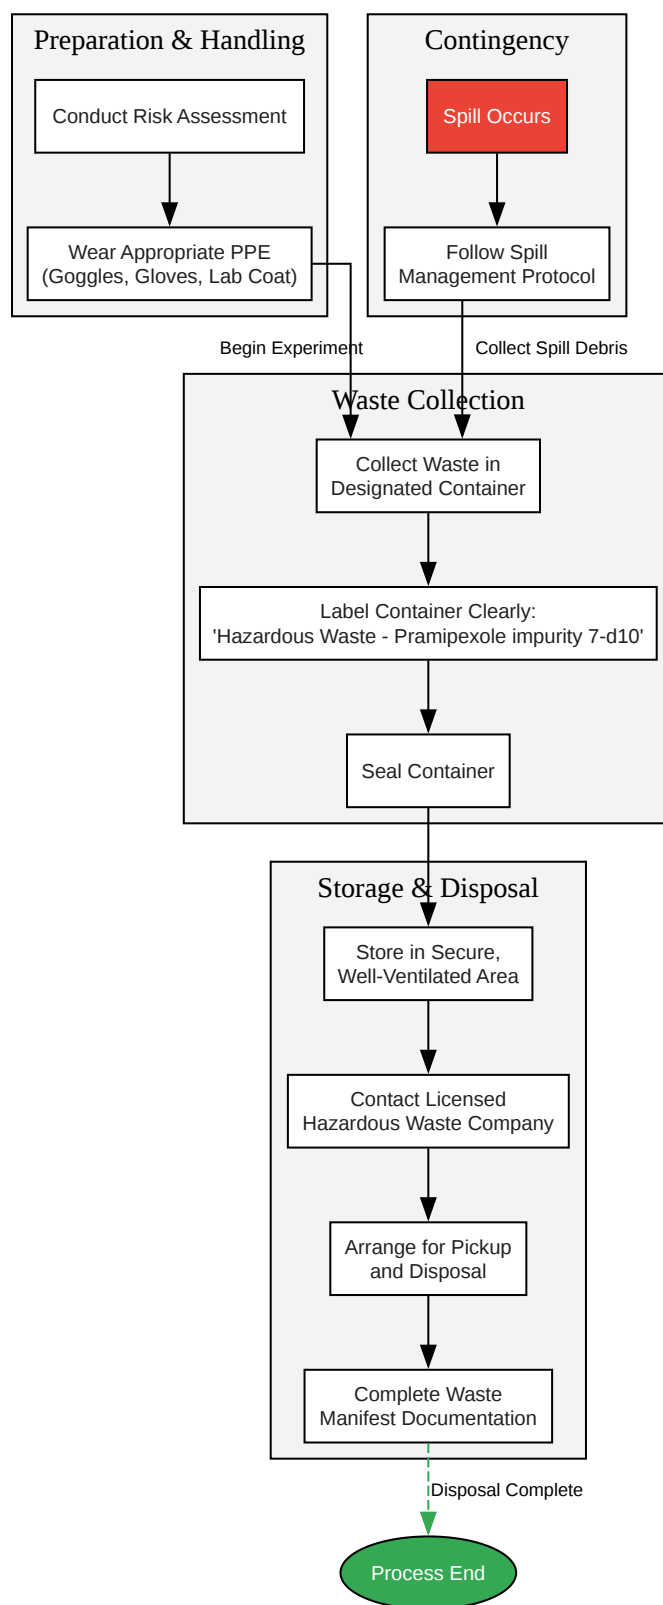 Preparation & Handling
Conduct Risk Assessment
Wear Appropriate PPE
(Goggles, Gloves, Lab Coat)
Contingency
Spill Occurs
Follow Spill
Management Protocol
Begin Experiment
Collect Spill Debris
Waste Collection
Collect Waste in
Designated Container
Label Container Clearly:
'Hazardous Waste - Pramipexole impurity 7-d10'
Seal Container
Storage & Disposal
Store in Secure,
Well-Ventilated Area
Contact Licensed
Hazardous Waste Company
Arrange for Pickup
and Disposal
Complete Waste
Manifest Documentation
Disposal Complete
Process End